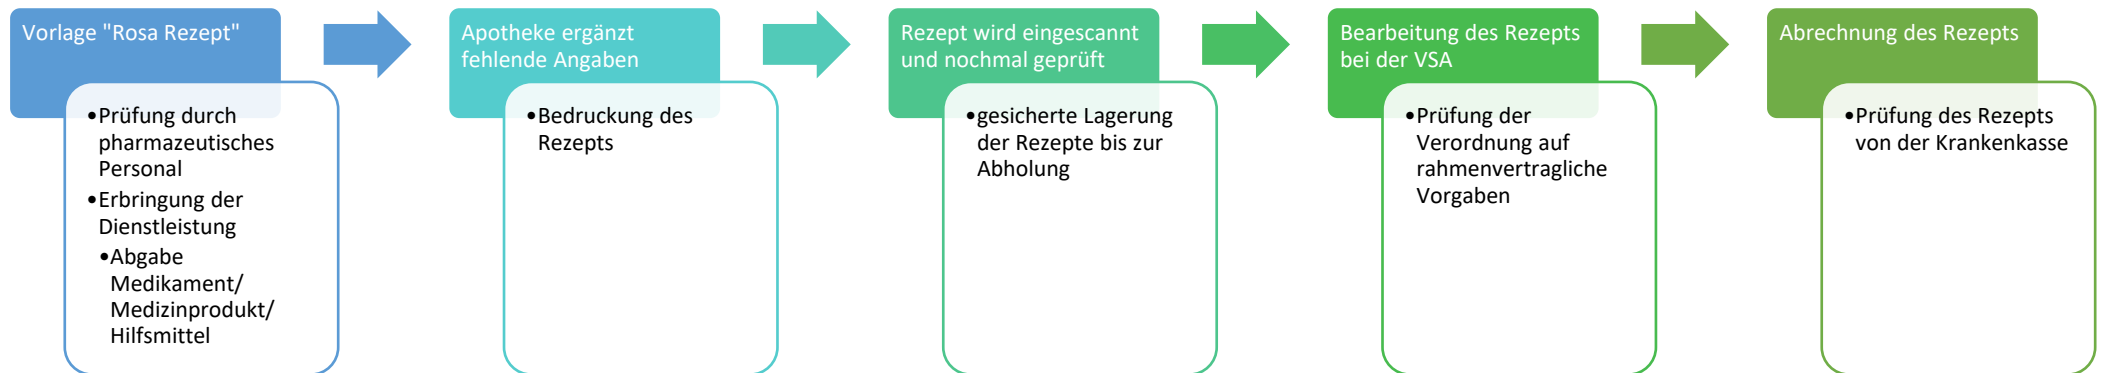 Vorlage "Rosa Rezept"
•Prüfung durch
pharmazeutisches
Personal
•Erbringung der
Dienstleistung
•Abgabe
Medikament/
Medizinprodukt/
Hilfsmittel
Apotheke ergänzt
fehlende Angaben
•Bedruckung des
Rezepts
Rezept wird eingescannt
und nochmal geprüft
•gesicherte Lagerung
der Rezepte bis zur
Abholung
Bearbeitung des Rezepts
bei der VSA
•Prüfung der
Verordnung auf
rahmenvertragliche
Vorgaben
Abrechnung des Rezepts
•Prüfung des Rezepts
von der Krankenkasse